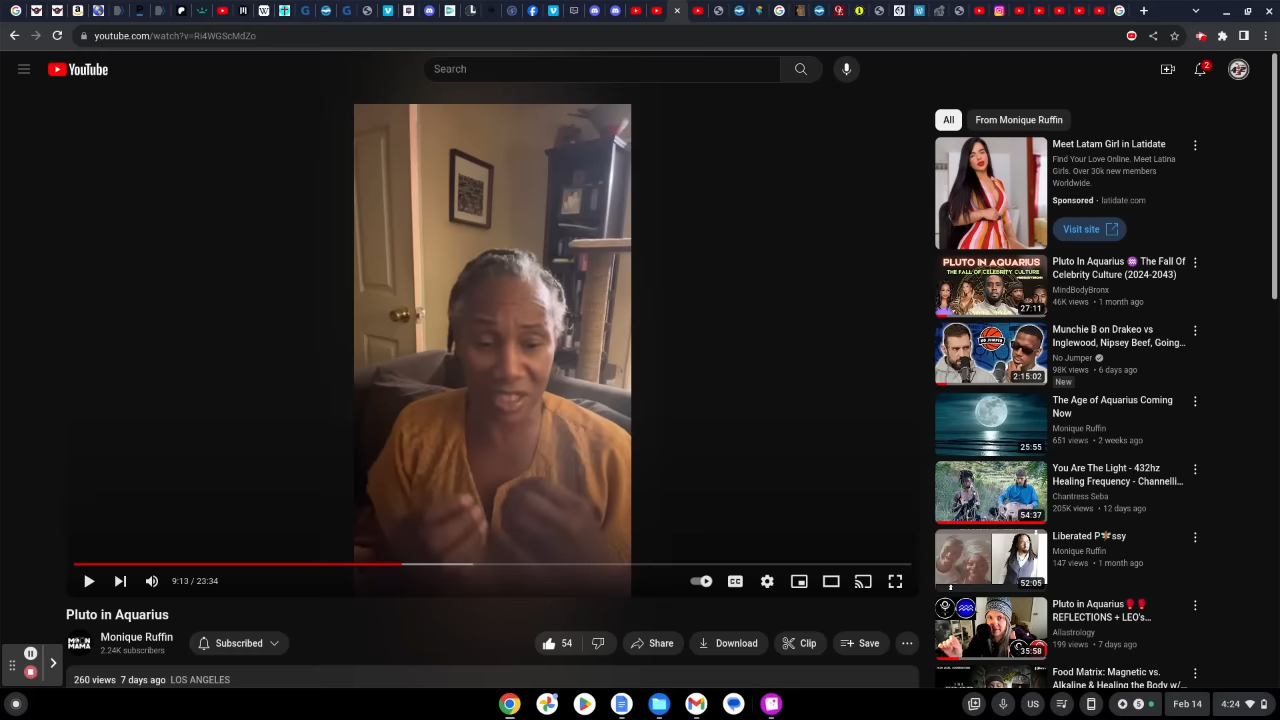 youtube.com/watch?v=Ri4WGScMdZo
YouTube
Search
2
All
From Monique Ruffin
Meet Latam Girl in Latidate
Find Your Love Online. Meet Latina
Girls. Over 30k new members
Worldwide.
Sponsored · latidate.com
Visit site
PLUTO IN AQUARIUS
THE FALL OF CELEBRITY CULTURE
27:11
Pluto In Aquarius ♒ The Fall Of
Celebrity Culture (2024-2043)
MindBodyBronx
46K views · 1 month ago
NO JUMPER
2:15:02
Munchie B on Drakeo vs
Inglewood, Nipsey Beef, Going...
No Jumper
98K views · 6 days ago
New
25:55
The Age of Aquarius Coming
Now
Monique Ruffin
651 views · 2 weeks ago
54:37
You Are The Light - 432hz
Healing Frequency - Channelli...
Chantress Seba
205K views · 12 days ago
52:05
Liberated P🧚ssy
Monique Ruffin
147 views · 1 month ago
35:58
Pluto in Aquarius🌹🌹
REFLECTIONS + LEO's...
Allastrology
199 views · 7 days ago
Food Matrix: Magnetic vs.
Alkaline & Healing the Body w/...
9:13 / 23:34
Pluto in Aquarius
MOON
MAMA
Monique Ruffin
2.24K subscribers
Subscribed
54
Share
Download
Clip
Save
260 views 7 days ago LOS ANGELES
US
5
Feb 14
4:24